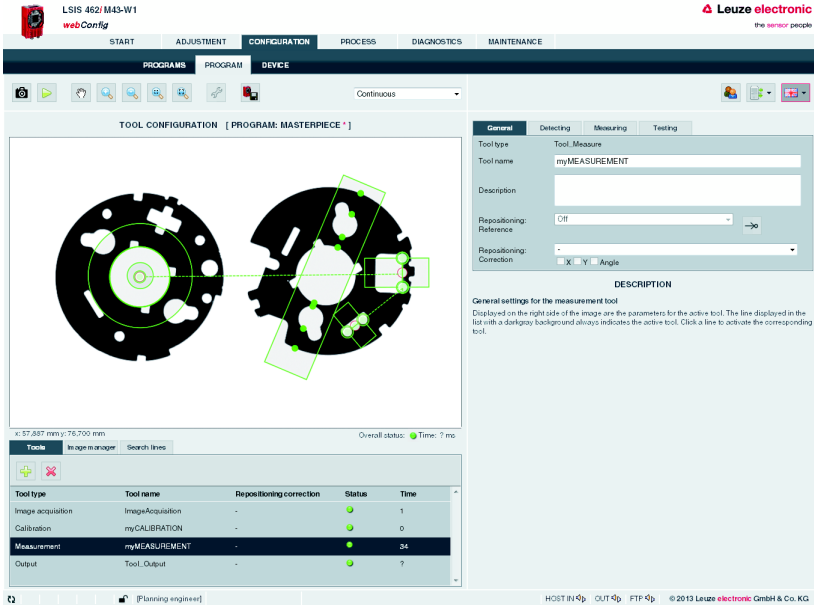 LSIS 462i M43-W1
webConfig
Leuze electronic
the sensor people
START ADJUSTMENT CONFIGURATION PROCESS DIAGNOSTICS MAINTENANCE
PROGRAMS PROGRAM DEVICE
Continuous
TOOL CONFIGURATION [ PROGRAM: MASTERPIECE * ]
x: 57,887 mm y: 76,700 mm
Overall status: Time: ? ms
Tools Image manager Search lines
Tool type Tool name Repositioning correction Status Time
Image acquisition ImageAcquisition - 1
Calibration myCALIBRATION - 0
Measurement myMEASUREMENT - 34
Output Tool_Output - ?
General Detecting Measuring Testing
Tool type Tool_Measure
Tool name myMEASUREMENT
Description
Repositioning: Off
Reference
Repositioning: -
Correction X Y Angle
DESCRIPTION
General settings for the measurement tool
Displayed on the right side of the image are the parameters for the active tool. The line displayed in the
list with a darkgray background always indicates the active tool. Click a line to activate the corresponding
tool.
[Planning engineer]
HOST IN OUT FTP © 2013 Leuze electronic GmbH & Co. KG